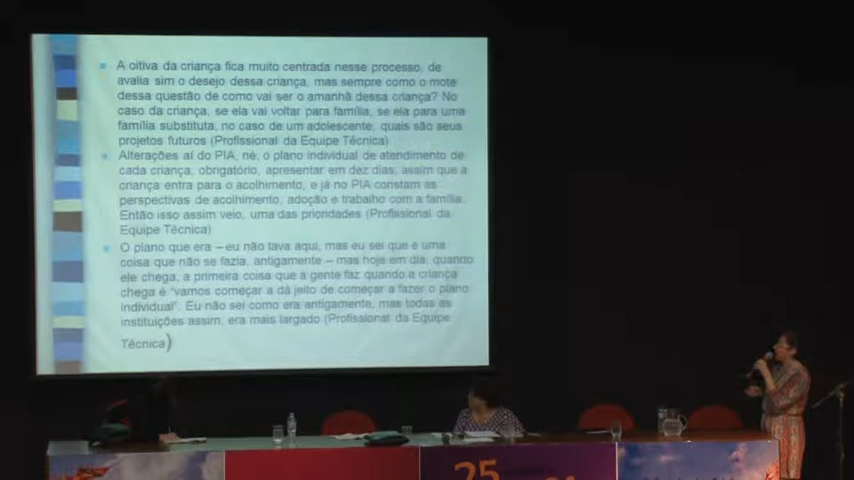 A oitiva da criança fica muito centrada nesse processo, de
avalia sim o desejo dessa criança, mas sempre como o mote
dessa questão de como vai ser o amanhã dessa criança? No
caso da criança, se ela vai voltar para família, se ela para uma
família substituta, no caso de um adolescente, quais são seus
projetos futuros (Profissional da Equipe Técnica)
Alterações aí do PIA, né, o plano individual de atendimento de
cada criança, obrigatório, apresentar em dez dias, assim que a
criança entra para o acolhimento, e já no PIA constam as
perspectivas de acolhimento, adoção e trabalho com a família.
Então isso assim veio, uma das prioridades (Profissional da
Equipe Técnica)
O plano que era – eu não tava aqui, mas eu sei que é uma
coisa que não se fazia, antigamente – mas hoje em dia, quando
ele chega, a primeira coisa que a gente faz quando a criança
chega é "vamos começar a dá jeito de começar a fazer o plano
individual". Eu não sei como era antigamente, mas todas as
instituições assim, era mais largado (Profissional da Equipe
Técnica)
25